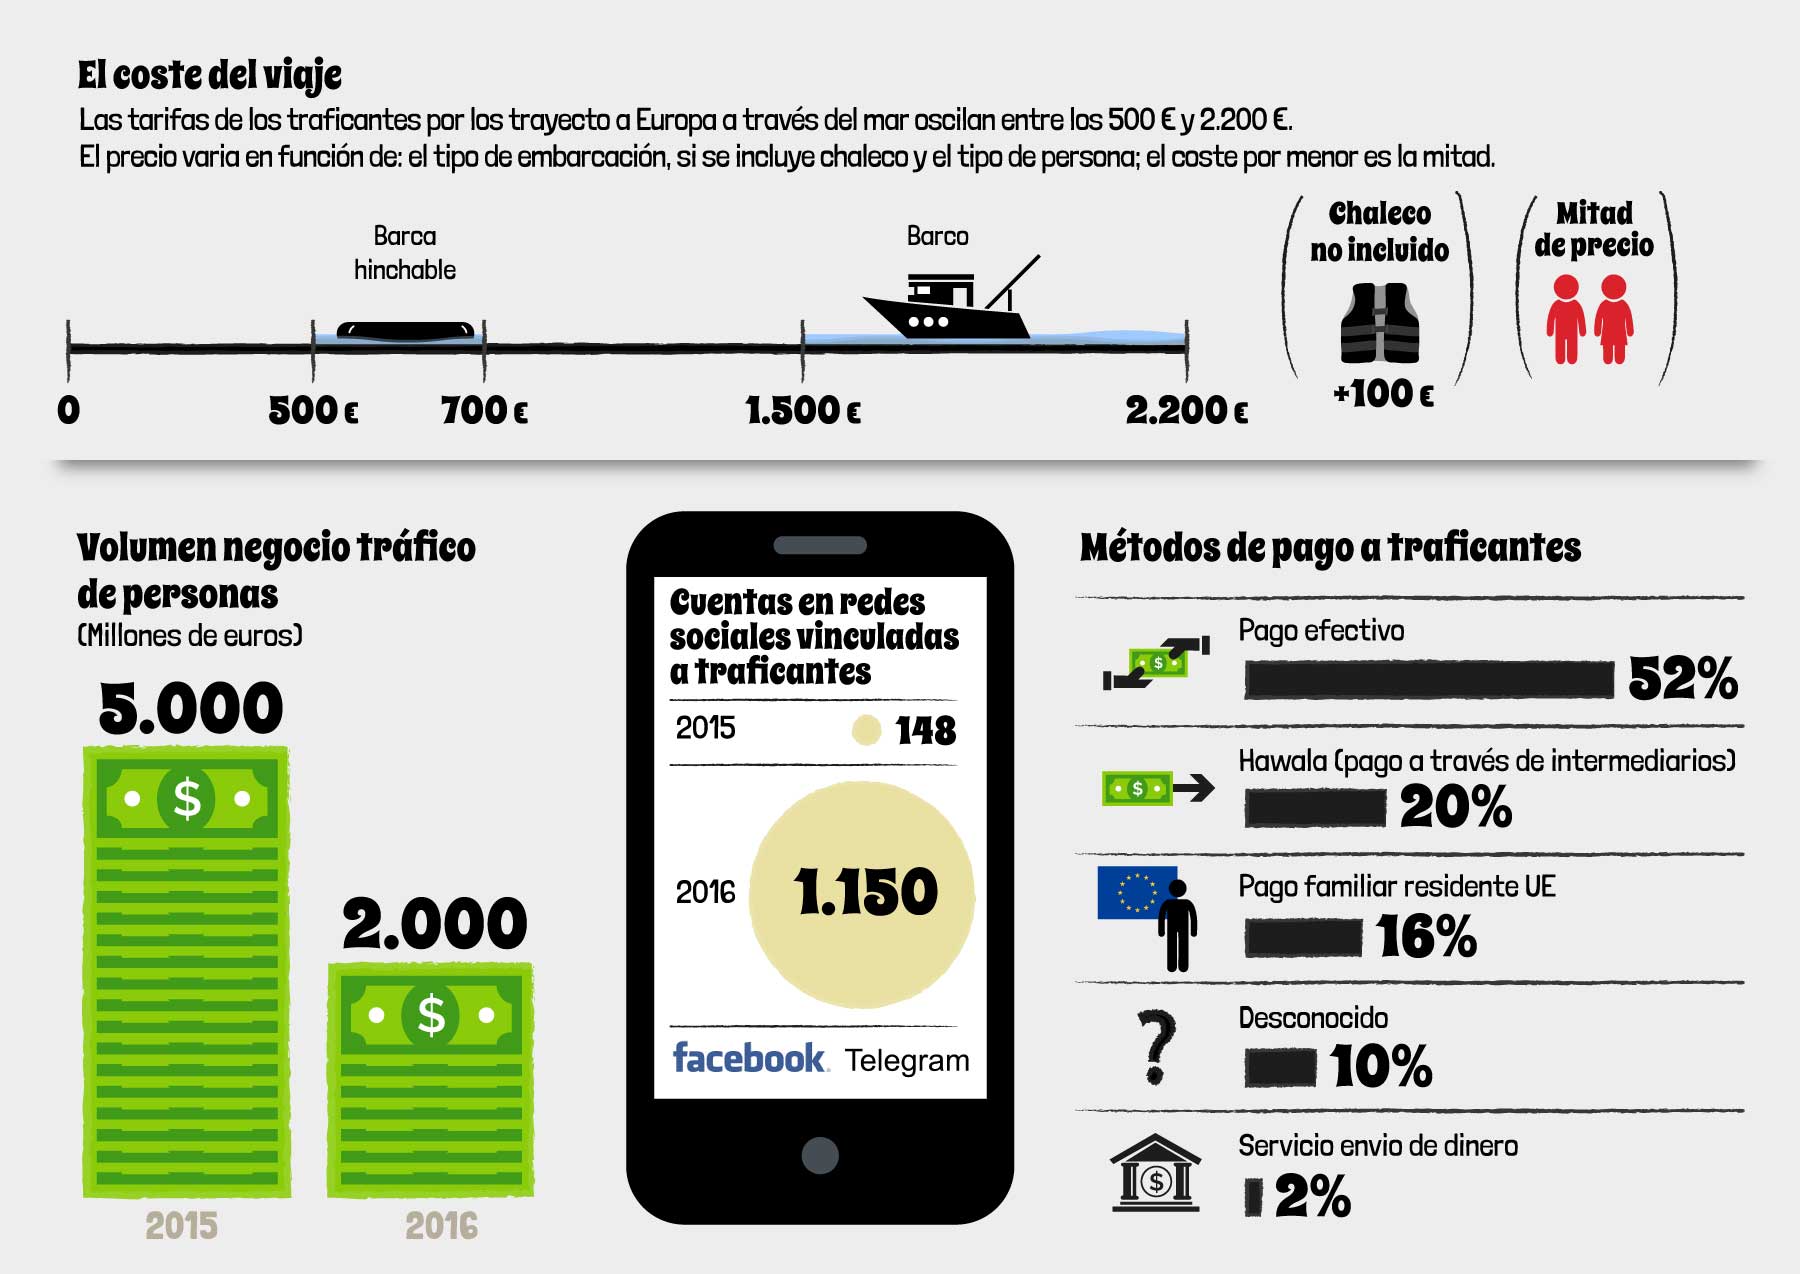 El coste del viaje
Las tarifas de los traficantes por los trayecto a Europa a través del mar oscilan entre los 500 € y 2.200 €.
El precio varia en función de: el tipo de embarcación, si se incluye chaleco y el tipo de persona; el coste por menor es la mitad.
Barca
hinchable
Barco
Chaleco
no incluido
+100 €
Mitad
de precio
0
500 €
700 €
1.500 €
2.200 €
Volumen negocio tráfico
de personas
(Millones de euros)
5.000
$
2.000
$
2015
2016
Cuentas en redes
sociales vinculadas
a traficantes
2015
148
2016
1.150
facebook.
Telegram
Métodos de pago a traficantes
$
Pago efectivo
52%
$
Hawala (pago a través de intermediarios)
20%
Pago familiar residente UE
16%
?
Desconocido
10%
$
Servicio envio de dinero
2%